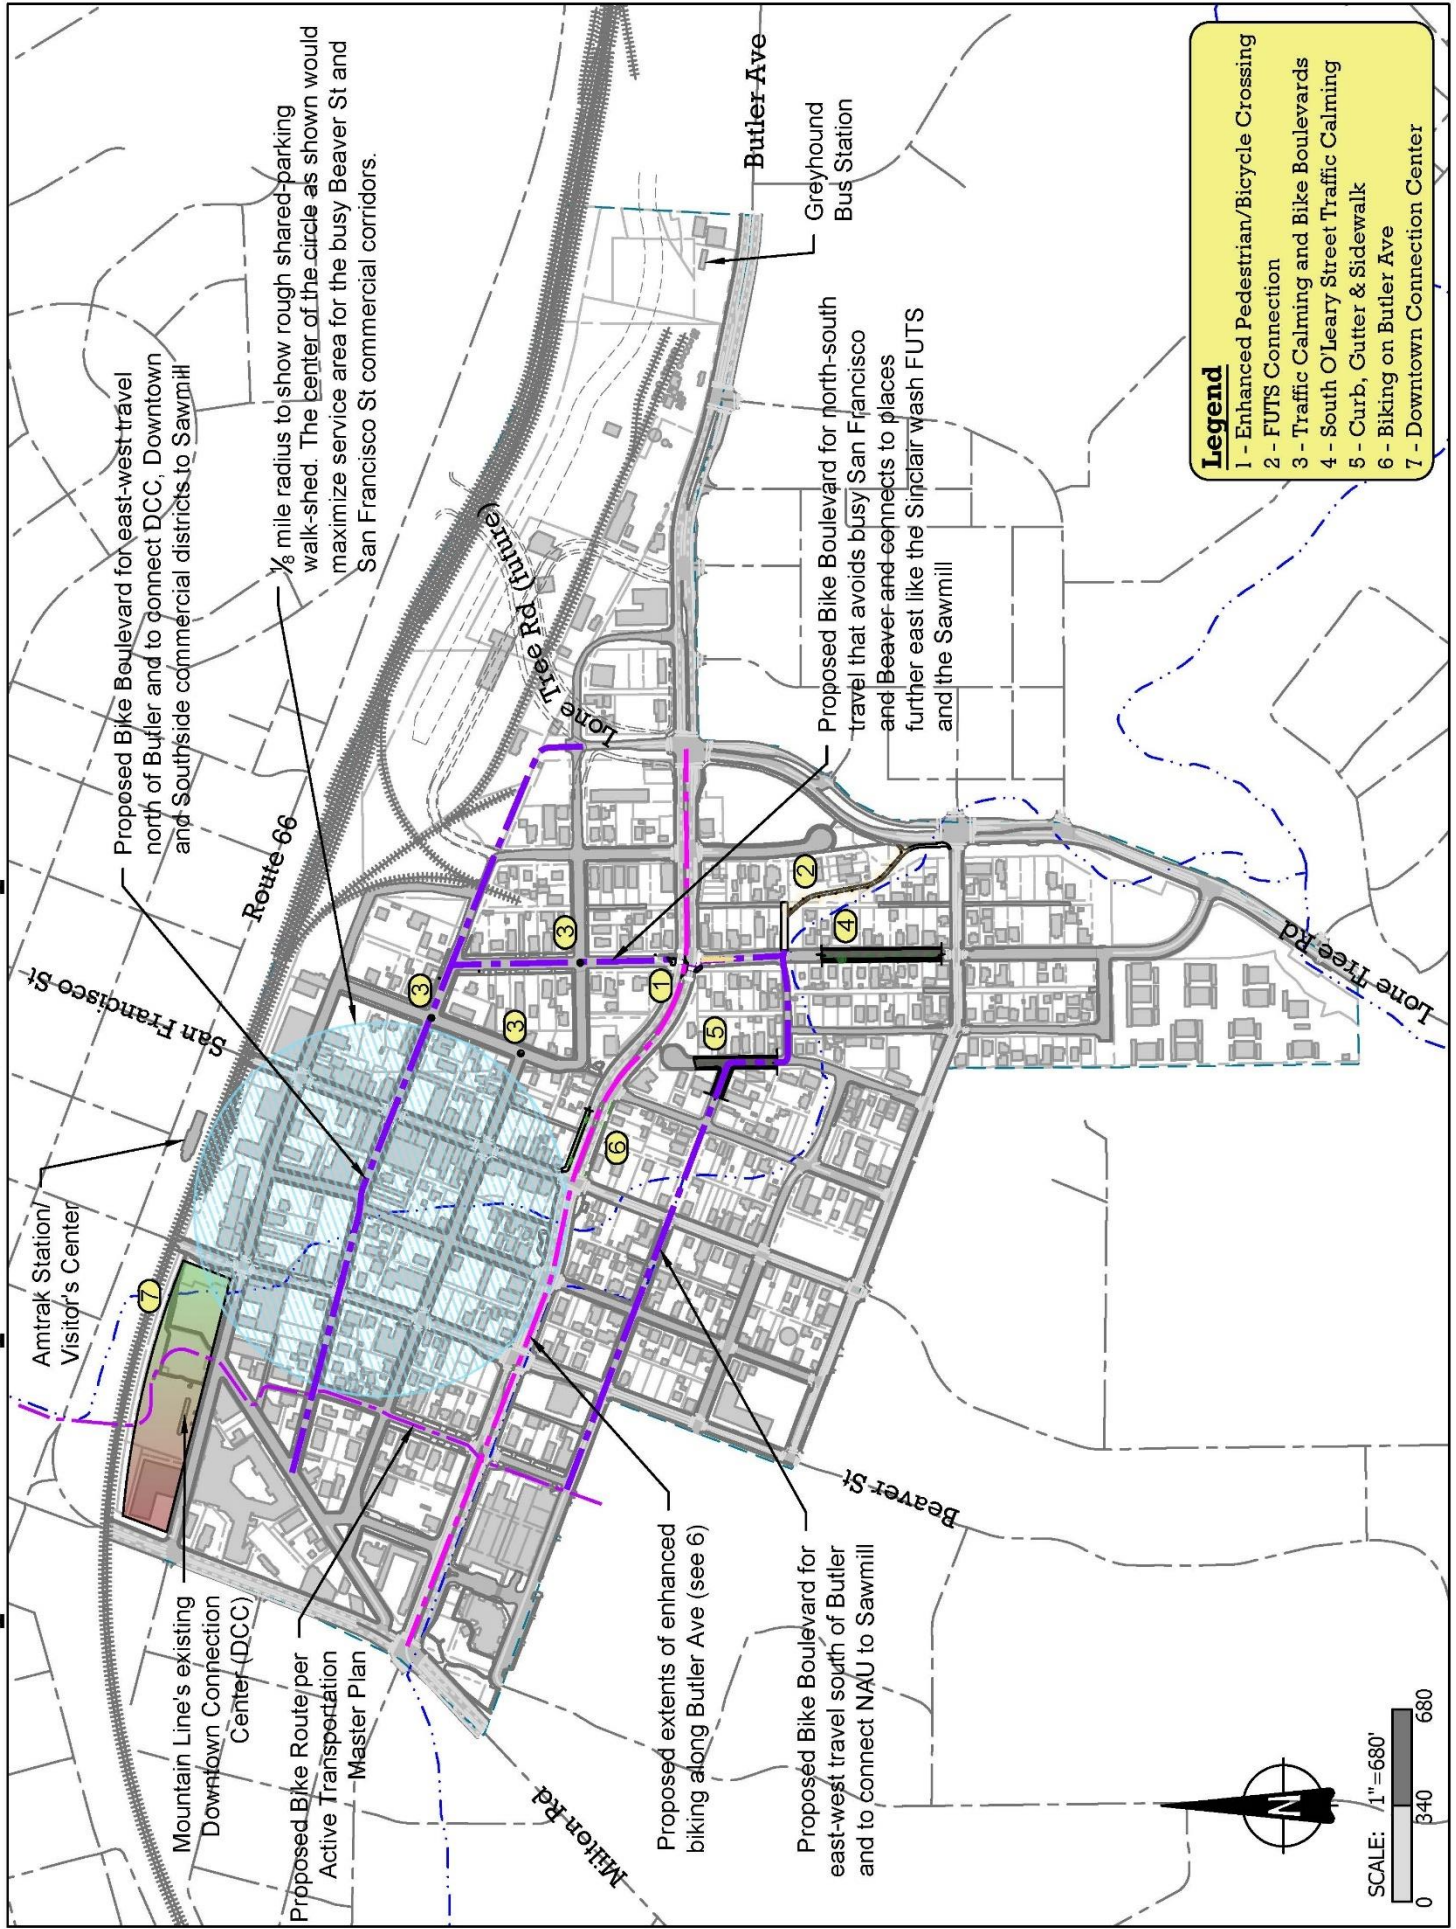 Amtrak Station/
Visitor's Center
San Francisco St
Route 66
Proposed Bike Boulevard for east-west travel
north of Butler and to connect DCC, Downtown
and Southside commercial districts to Sawmill
⅛ mile radius to show rough shared-parking
walk-shed. The center of the circle as shown would
maximize service area for the busy Beaver St and
San Francisco St commercial corridors.
Mountain Line's existing
Downtown Connection
Center (DCC)
Proposed Bike Route per
Active Transportation
Master Plan
7
3
3
3
1
2
4
5
6
Lone Tree Rd (future)
Butler Ave
Greyhound
Bus Station
Proposed Bike Boulevard for north-south
travel that avoids busy San Francisco
and Beaver and connects to places
further east like the Sinclair wash FUTS
and the Sawmill
Milton Rd
Proposed extents of enhanced
biking along Butler Ave (see 6)
Proposed Bike Boulevard for
east-west travel south of Butler
and to connect NAU to Sawmill
Beaver St
Lone Tree Rd
N
SCALE: 1"=680'
0 340 680
Legend
1 - Enhanced Pedestrian/Bicycle Crossing
2 - FUTS Connection
3 - Traffic Calming and Bike Boulevards
4 - South O'Leary Street Traffic Calming
5 - Curb, Gutter & Sidewalk
6 - Biking on Butler Ave
7 - Downtown Connection Center